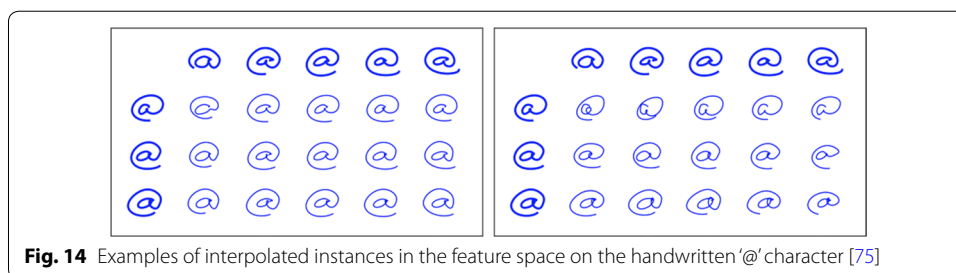 @ @ @ @ @ @ @ @ @ @
@ @ @ @ @ @ @ @ @ @ @ @
@ @ @ @ @ @ @ @ @ @ @ @
@ @ @ @ @ @ @ @ @ @ @ @
Fig. 14 Examples of interpolated instances in the feature space on the handwritten ‘@’ character [75]